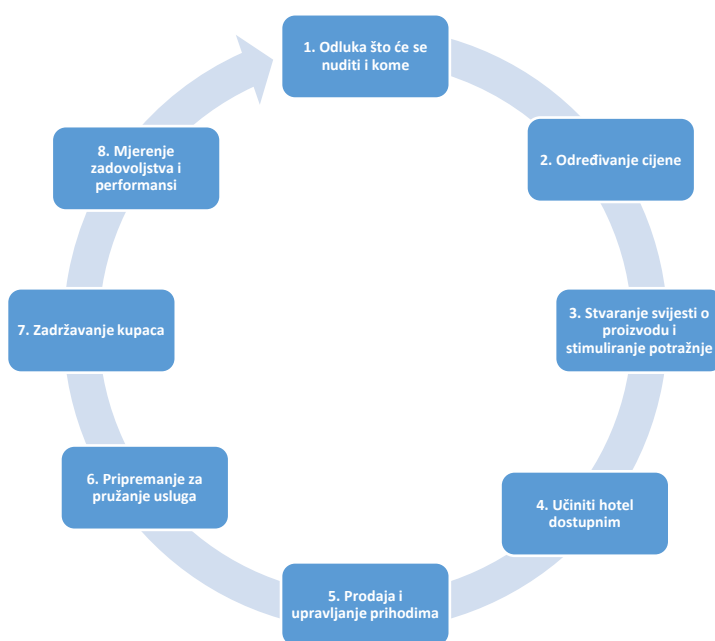 1. Odluka što će se
nuditi i kome
2. Određivanje cijene
3. Stvaranje svijesti o
proizvodu i
stimuliranje potražnje
4. Učiniti hotel
dostupnim
5. Prodaja i
upravljanje prihodima
6. Pripremanje za
pružanje usluga
7. Zadržavanje kupaca
8. Mjerenje
zadovoljstva i
performansi